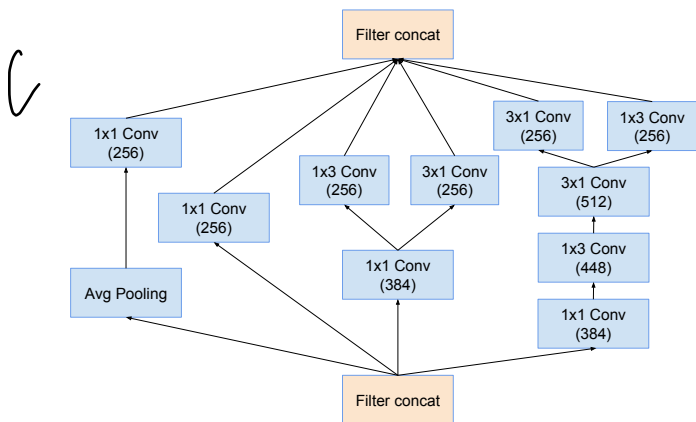 Filter concat
C
3x1 Conv
(256)
1x3 Conv
(256)
1x1 Conv
(256)
1x3 Conv
(256)
3x1 Conv
(256)
3x1 Conv
(512)
1x1 Conv
(256)
1x3 Conv
(448)
1x1 Conv
(384)
Avg Pooling
1x1 Conv
(384)
Filter concat